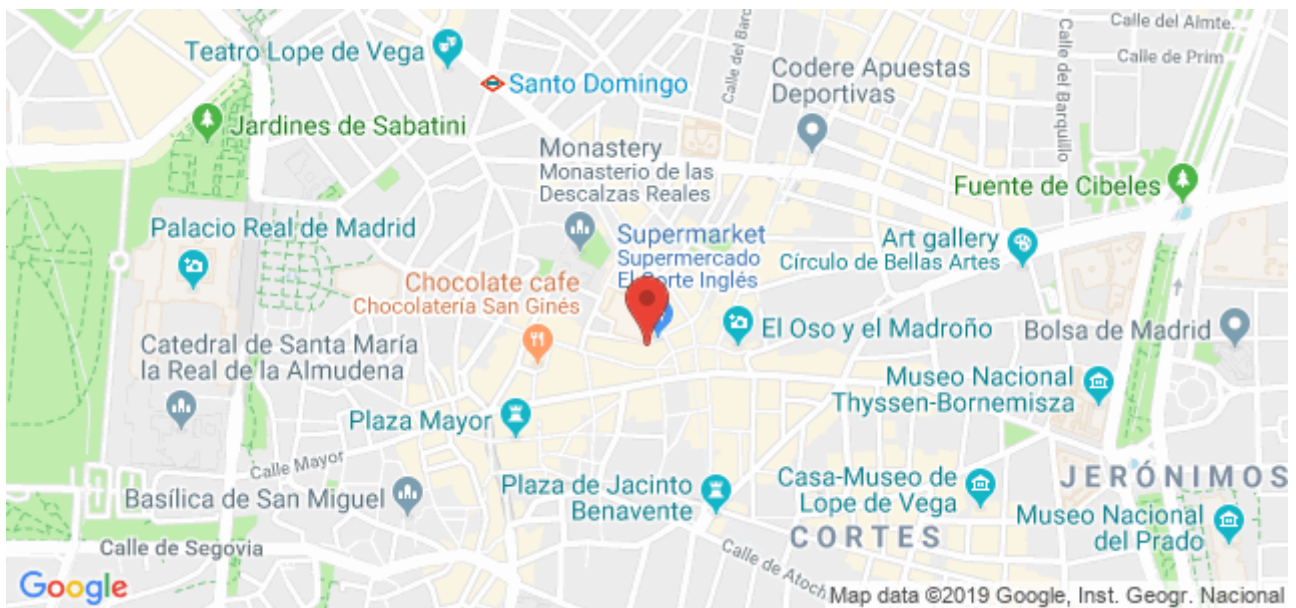 Calle del Almte.
Teatro Lope de Vega
Calle del Barc
Calle del Barquillo
Calle de Prim
Santo Domingo
Codere Apuestas
Deportivas
Jardines de Sabatini
Monastery
Monasterio de las
Descalzas Reales
Fuente de Cibeles
Palacio Real de Madrid
Supermarket
Supermercado
El Corte Inglés
Art gallery
Círculo de Bellas Artes
Chocolate cafe
Chocolatería San Ginés
El Oso y el Madroño
Bolsa de Madrid
Catedral de Santa María
la Real de la Almudena
Museo Nacional
Thyssen-Bornemisza
Plaza Mayor
Calle Mayor
JERÓNIMOS
Basílica de San Miguel
Plaza de Jacinto
Benavente
Casa-Museo de
Lope de Vega
Museo Nacional
del Prado
CORTES
Calle de Segovia
Calle de Atoch
Google
Map data ©2019 Google, Inst. Geogr. Nacional